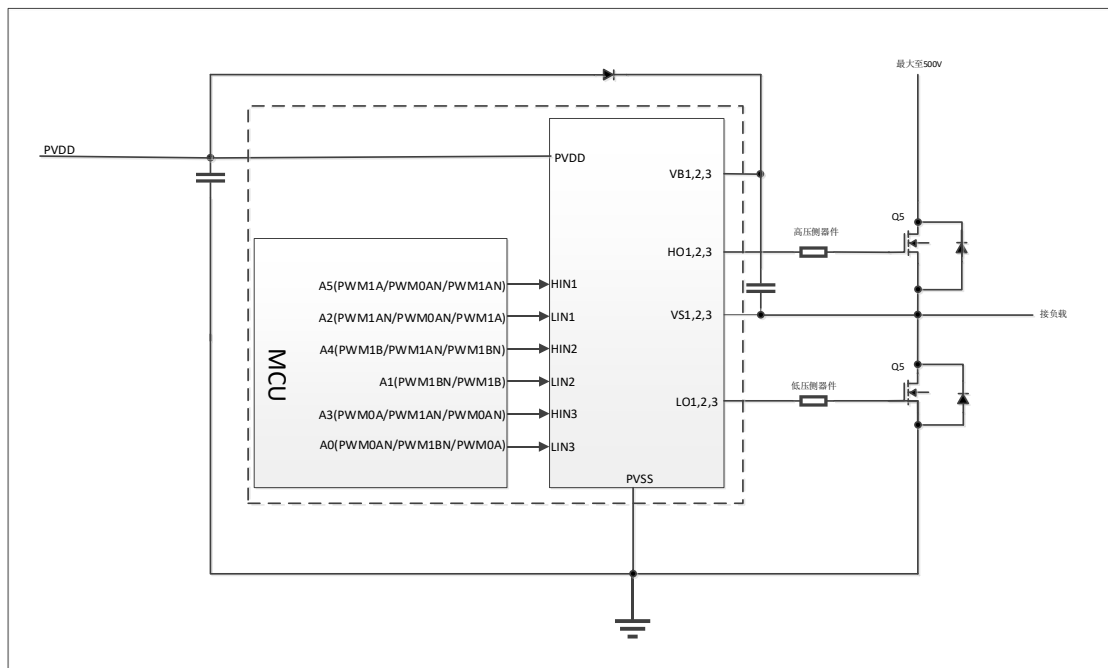 最大至500V
PVDD
PVDD
VB1,2,3
Q5
高压侧器件
HO1,2,3
A5(PWM1A/PWM0AN/PWM1AN)
HIN1
A2(PWM1AN/PWM0AN/PWM1A)
LIN1
VS1,2,3
接负载
A4(PWM1B/PWM1AN/PWM1BN)
HIN2
MCU
A1(PWM1BN/PWM1B)
LIN2
Q5
低压侧器件
LO1,2,3
A3(PWM0A/PWM1AN/PWM0AN)
HIN3
A0(PWM0AN/PWM1BN/PWM0A)
LIN3
PVSS